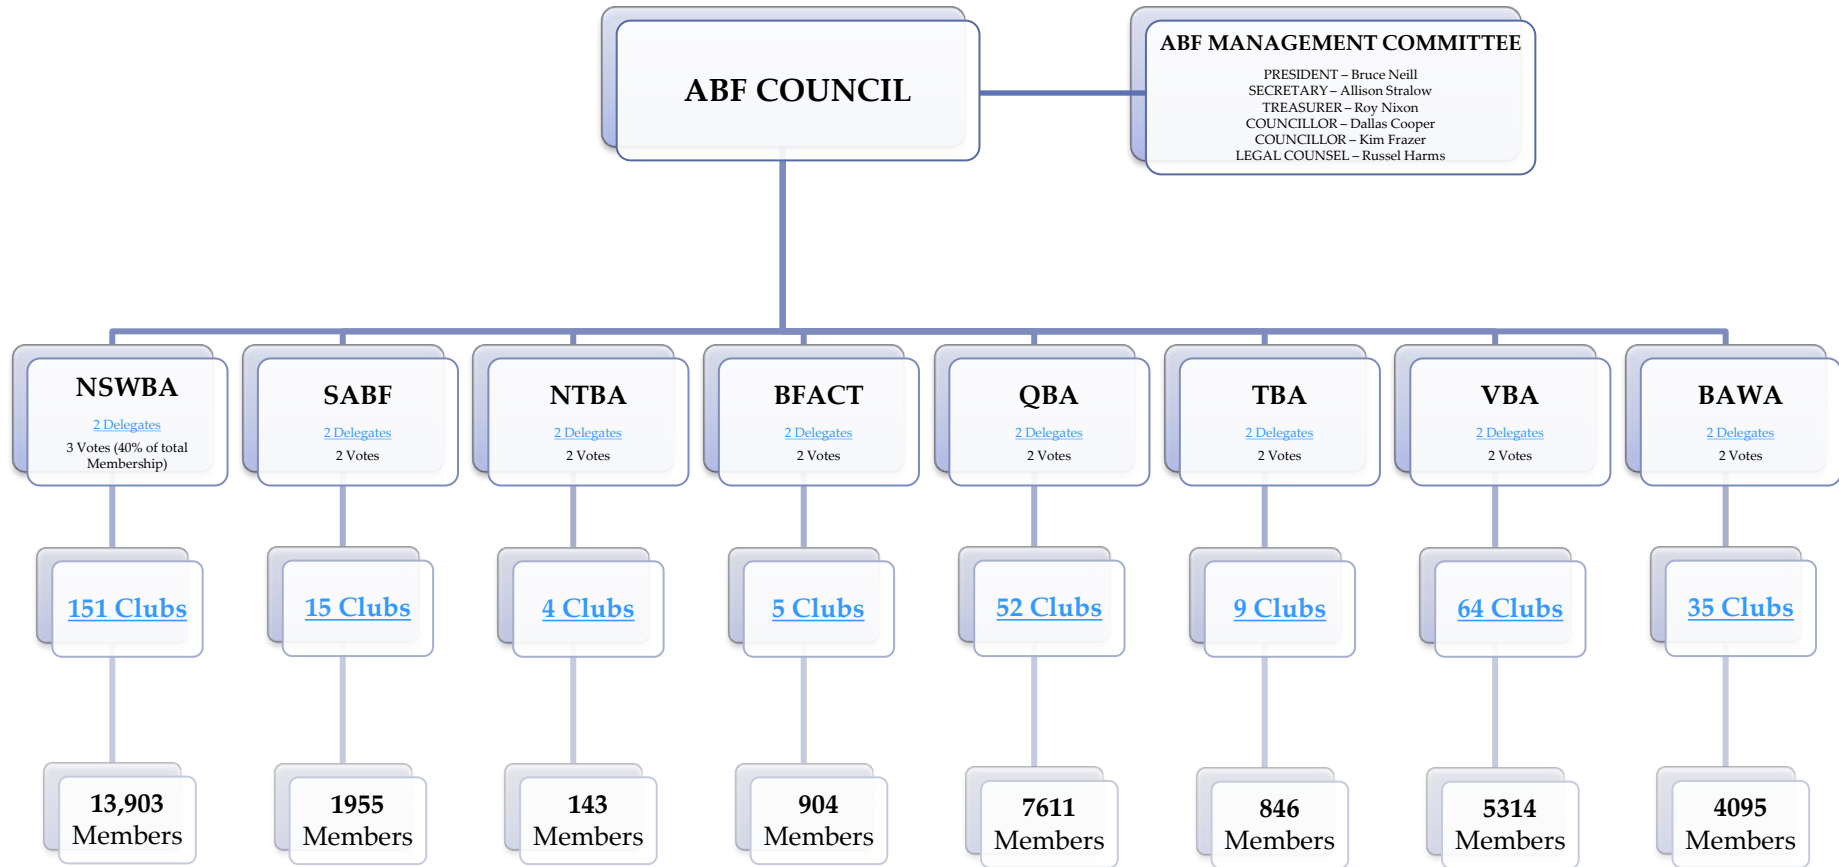 ABF COUNCIL
ABF MANAGEMENT COMMITTEE
PRESIDENT – Bruce Neill
SECRETARY – Allison Stralow
TREASURER – Roy Nixon
COUNCILLOR – Dallas Cooper
COUNCILLOR – Kim Frazer
LEGAL COUNSEL – Russel Harms
NSWBA
2 Delegates
3 Votes (40% of total
Membership)
SABF
2 Delegates
2 Votes
NTBA
2 Delegates
2 Votes
BFACT
2 Delegates
2 Votes
QBA
2 Delegates
2 Votes
TBA
2 Delegates
2 Votes
VBA
2 Delegates
2 Votes
BAWA
2 Delegates
2 Votes
151 Clubs
15 Clubs
4 Clubs
5 Clubs
52 Clubs
9 Clubs
64 Clubs
35 Clubs
13,903
Members
1955
Members
143
Members
904
Members
7611
Members
846
Members
5314
Members
4095
Members